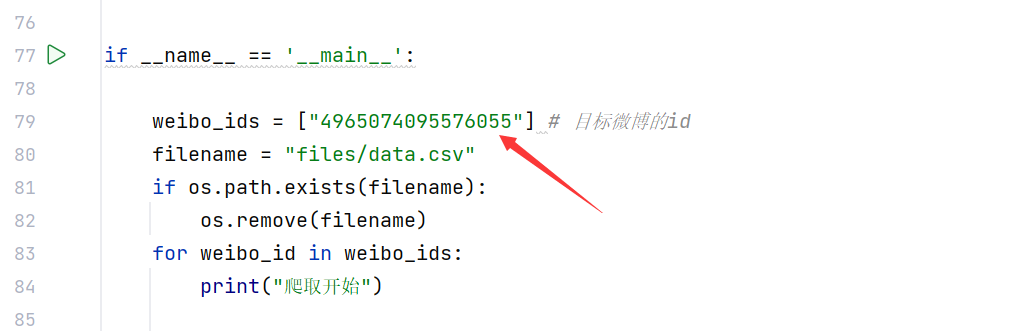 76
77 if __name__ == '__main__':
78
79 weibo_ids = ["4965074095576055"] # 目标微博的id
80 filename = "files/data.csv"
81 if os.path.exists(filename):
82 os.remove(filename)
83 for weibo_id in weibo_ids:
84 print("爬取开始")
85